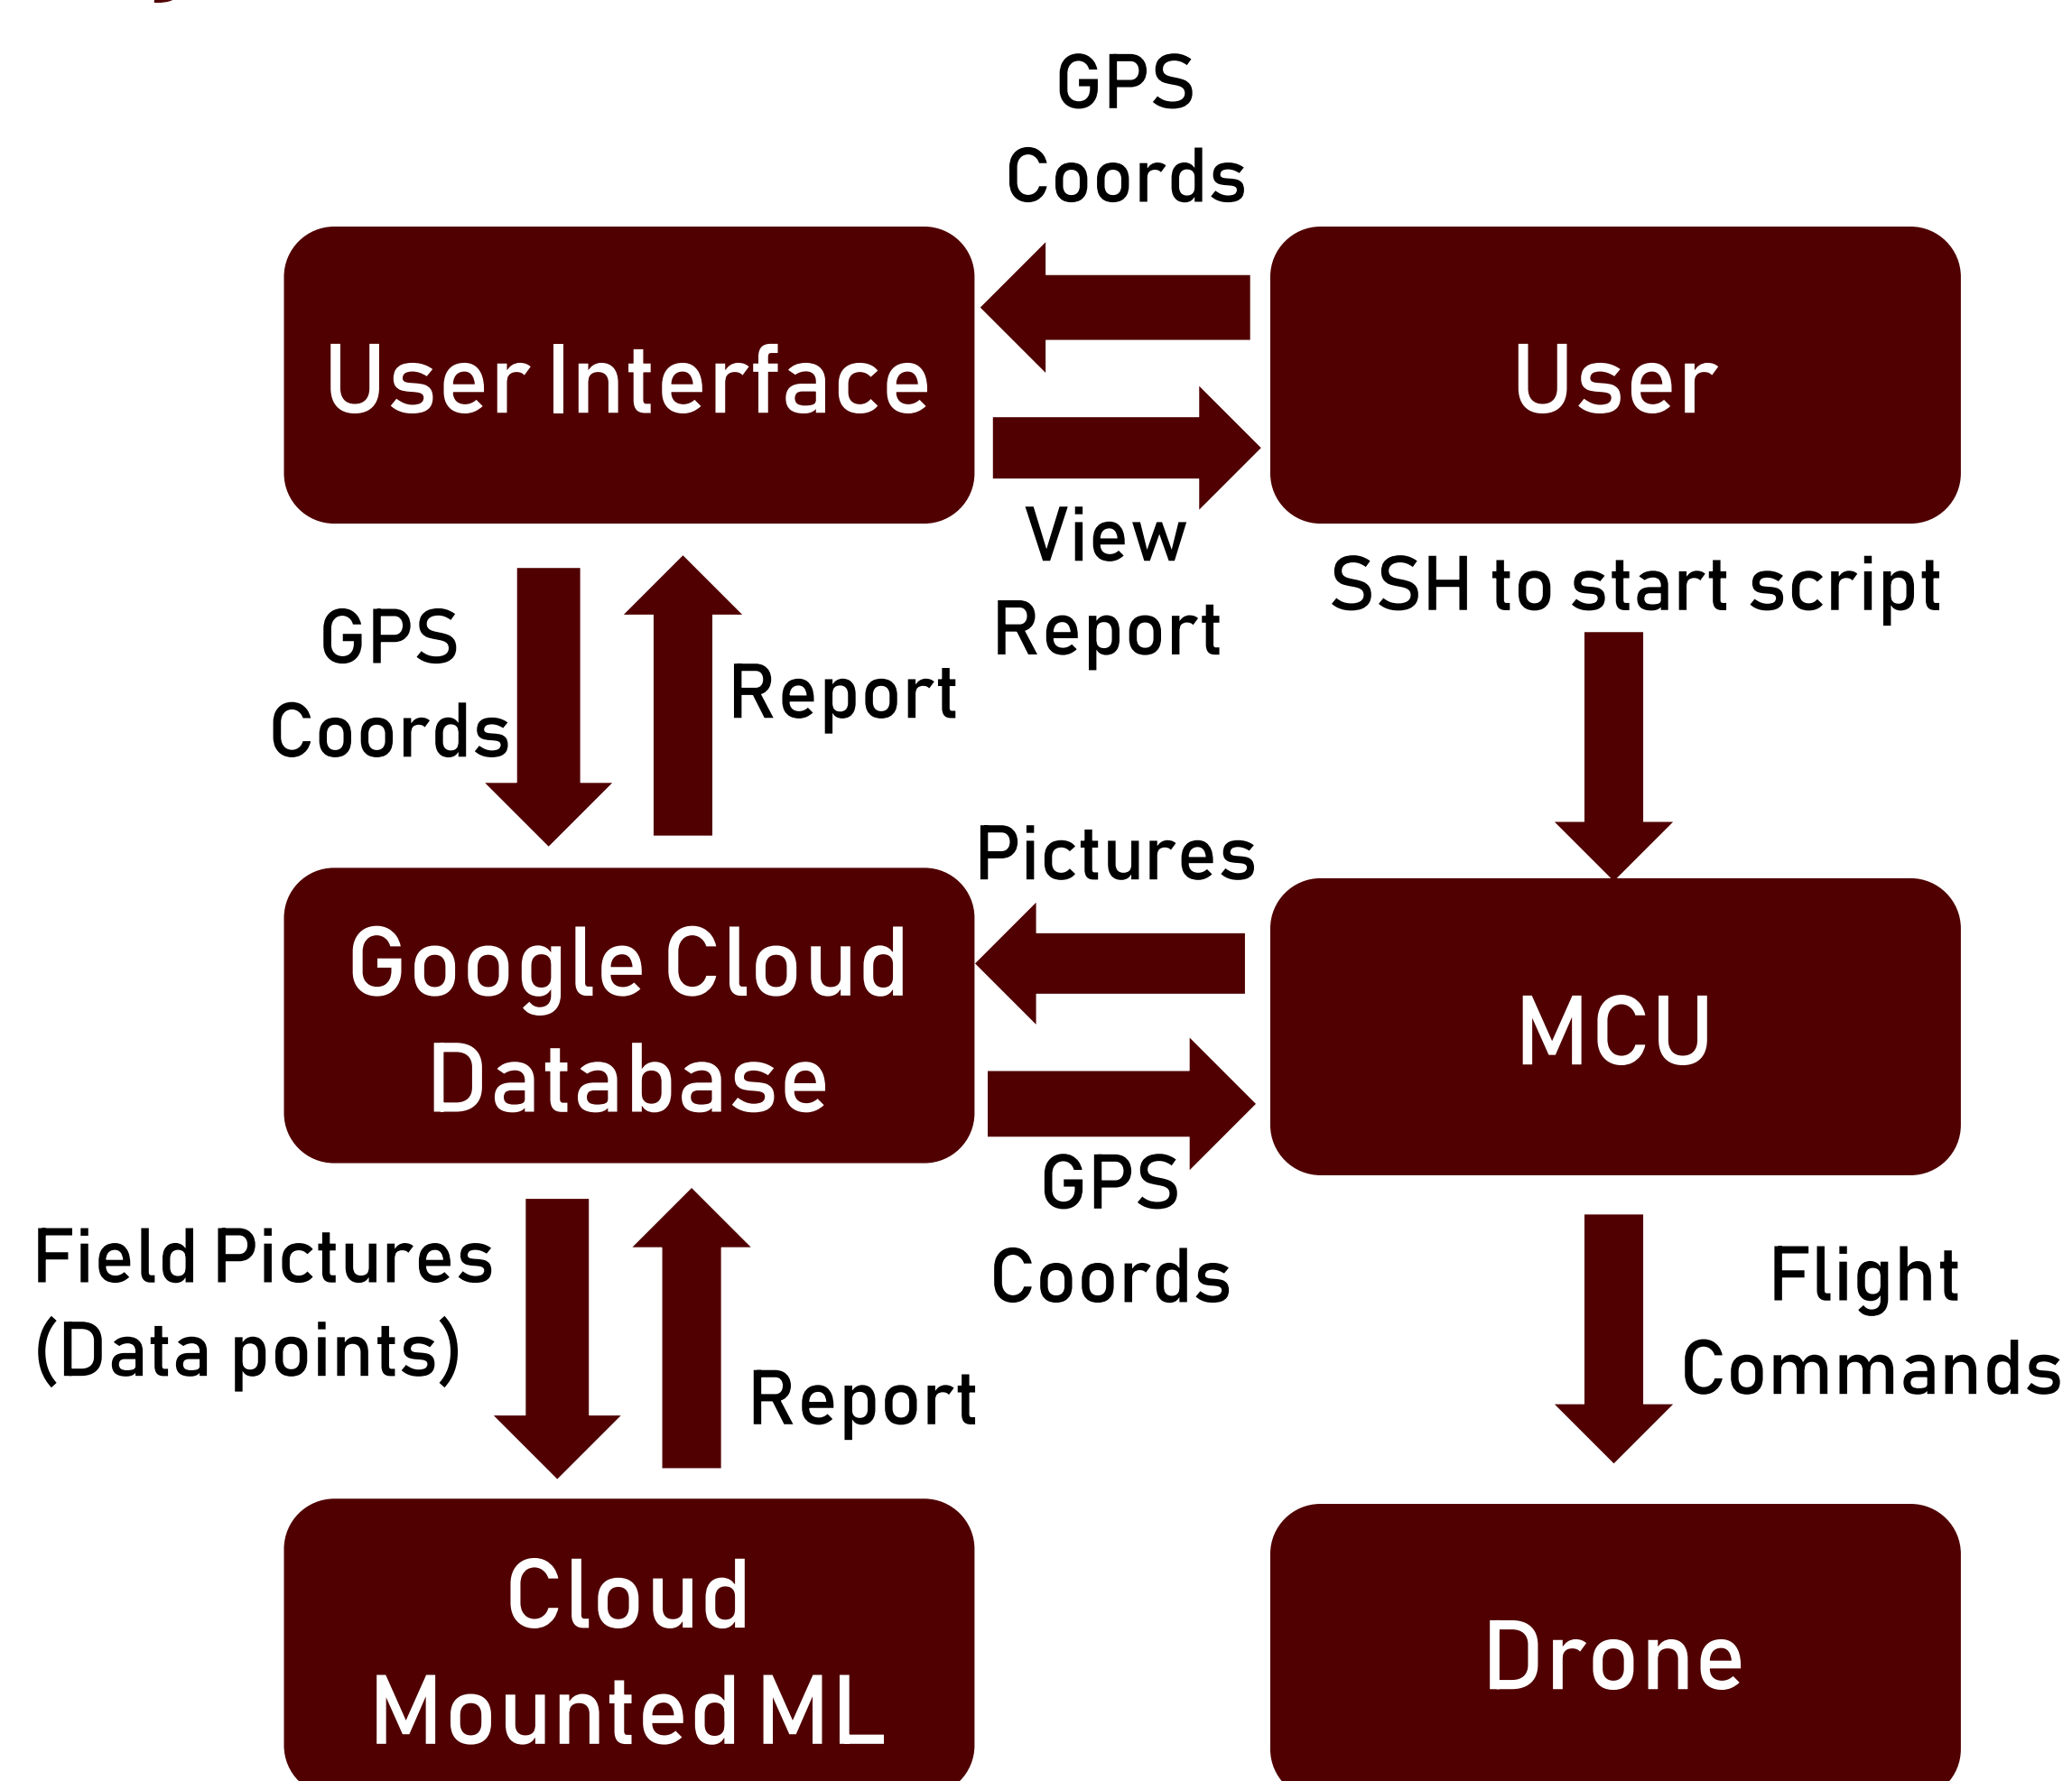 GPS
Coords
User Interface
User
View
Report
SSH to start script
GPS
Coords
Report
Pictures
Google Cloud
Database
MCU
GPS
Coords
Field Pictures
(Data points)
Report
Flight
Commands
Cloud
Mounted ML
Drone